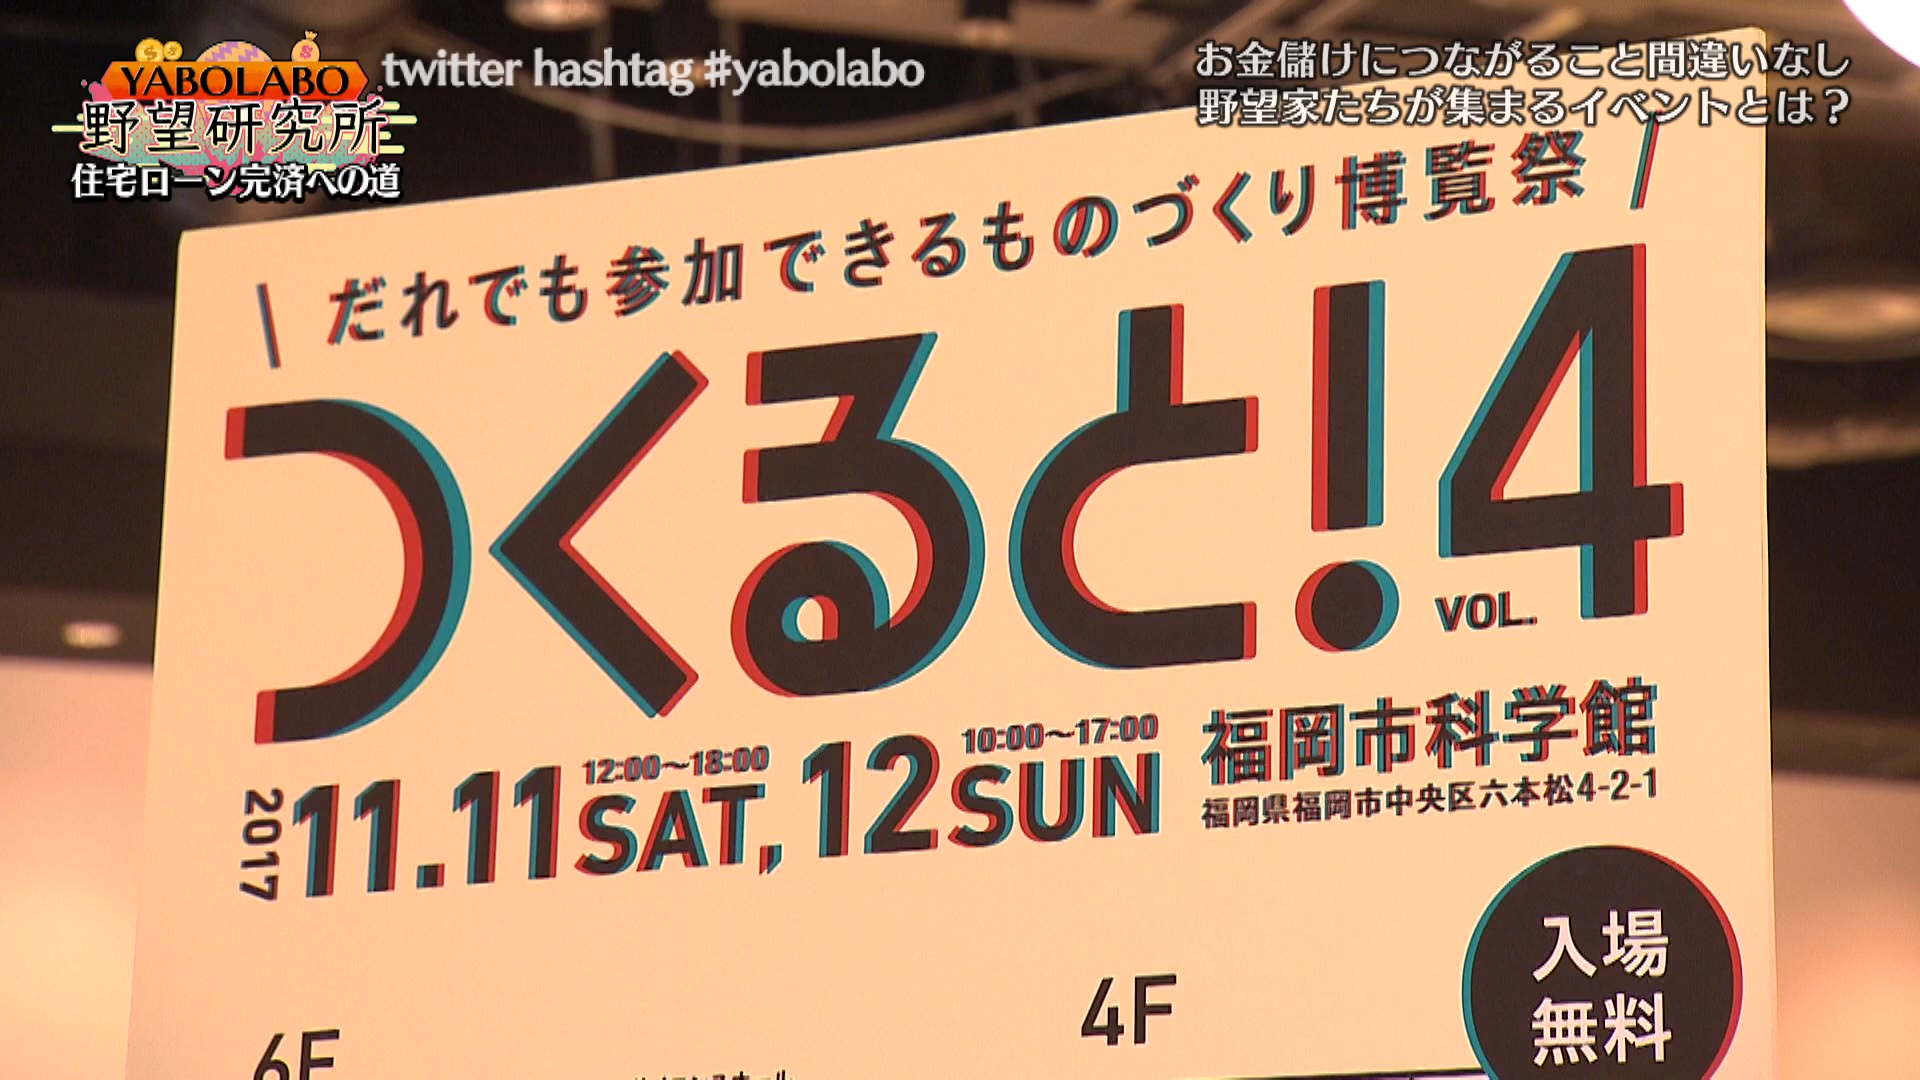 YABOLABO
野望研究所
住宅ローン完済への道
twitter hashtag #yabolabo
お金儲けにつながること間違いなし
野望家たちが集まるイベントとは？
\ だれでも参加できるものづくり博覧祭 /
つくると!4
VOL.
2017 11.11 SAT, 12 SUN
12:00〜18:00
10:00〜17:00
福岡市科学館
福岡県福岡市中央区六本松4-2-1
入場
無料
6F
4F